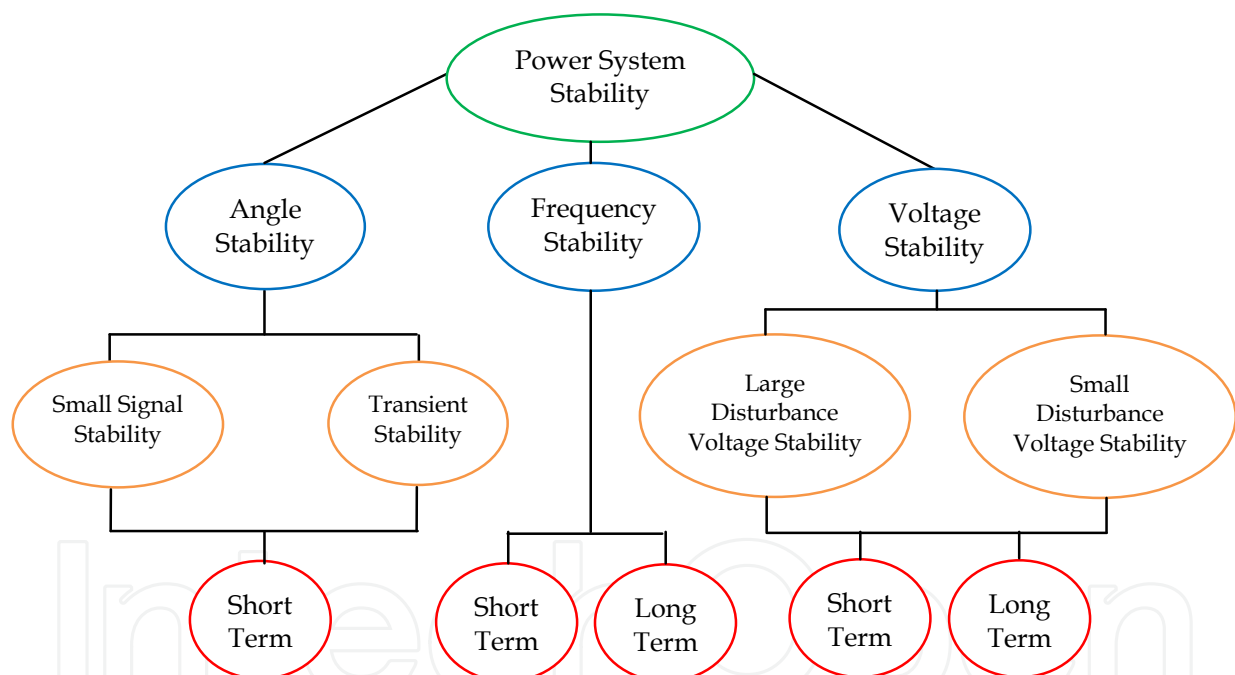 Power System
Stability
Angle
Stability
Frequency
Stability
Voltage
Stability
Small Signal
Stability
Transient
Stability
Large
Disturbance
Voltage Stability
Small
Disturbance
Voltage Stability
Short
Term
Short
Term
Long
Term
Short
Term
Long
Term
IntechOpen